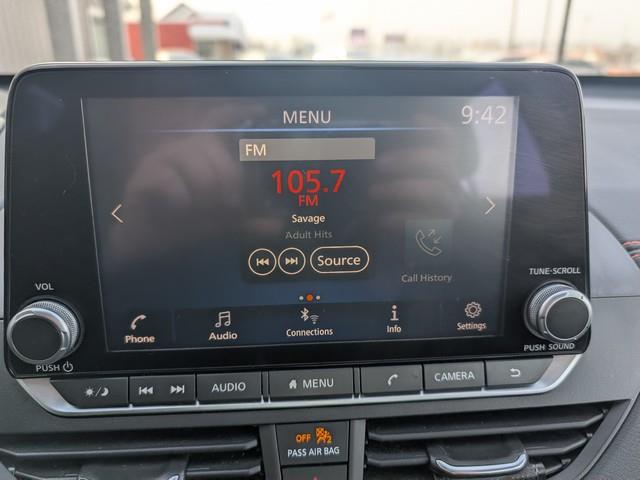 MENU
9:42
FM
105.7
FM
Savage
Adult Hits
Source
Call History
Phone
Audio
Connections
Info
Settings
VOL
PUSH
TUNE·SCROLL
PUSH SOUND
AUDIO
MENU
CAMERA
OFF 2
PASS AIR BAG